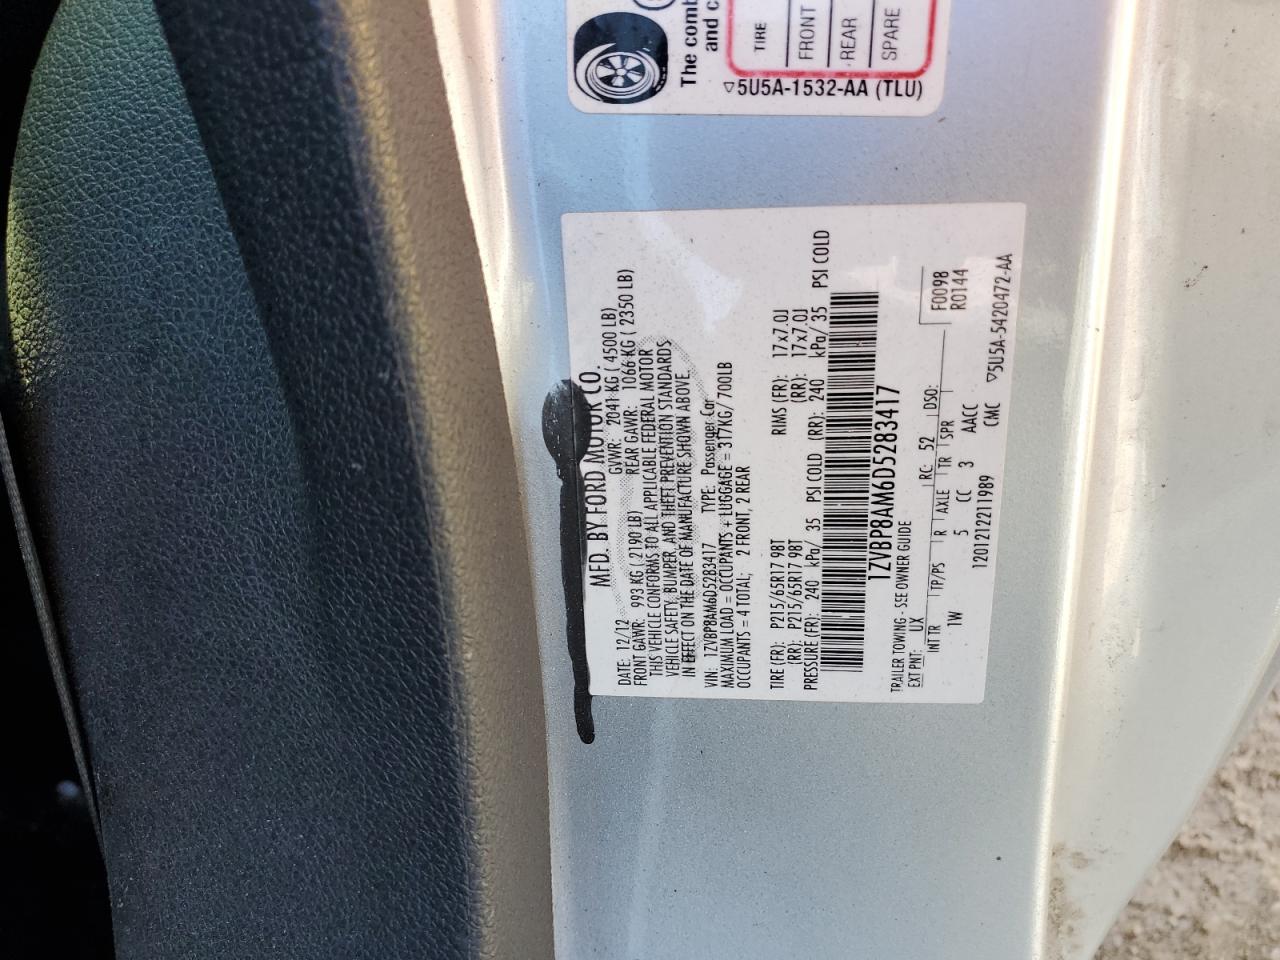 The comb
and c
TIRE
FRONT
REAR
SPARE
5U5A-1532-AA (TLU)
MFD. BY FORD MOTOR CO.
DATE: 12/12 GVWR: 2041 KG ( 4500 LB)
FRONT GAWR: 993 KG ( 2190 LB) REAR GAWR: 1066 KG ( 2350 LB)
THIS VEHICLE CONFORMS TO ALL APPLICABLE FEDERAL MOTOR
VEHICLE SAFETY, BUMPER, AND THEFT PREVENTION STANDARDS
IN EFFECT ON THE DATE OF MANUFACTURE SHOWN ABOVE.
VIN: 1ZVBP8AM6D5283417 TYPE: Passenger Car
MAXIMUM LOAD = OCCUPANTS + LUGGAGE = 317KG/ 700LB
OCCUPANTS = 4 TOTAL: 2 FRONT, 2 REAR
TIRE (FR): P215/65R17 98T RIMS (FR): 17x7.0J
(RR): P215/65R17 98T (RR): 17x7.0J
PRESSURE (FR): 240 kPa/ 35 PSI COLD (RR): 240 kPa/ 35 PSI COLD
1ZVBP8AM6D5283417
TRAILER TOWING - SEE OWNER GUIDE
EXT PNT: UX RC: 52 DSO: F0098
INT TR TP/PS R AXLE TR SPR R0144
TW 5 CC 3 AACC
1201212211989 CMC
5U5A-5420472-AA